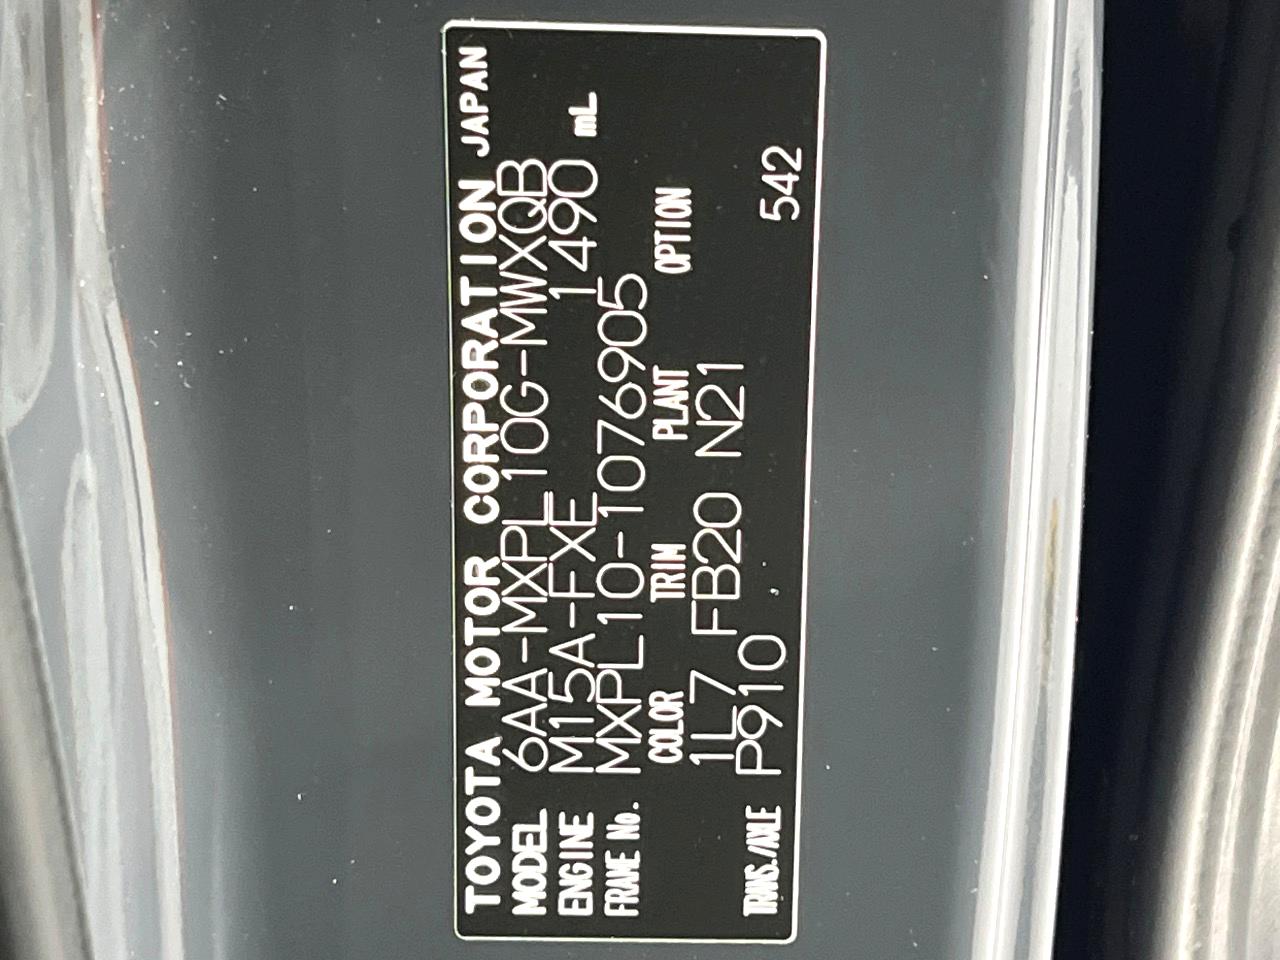 TOYOTA MOTOR CORPORATION JAPAN
MODEL 6AA-MXPL10G-MWXQB
ENGINE M15A-FXE 1490 mL
FRAME No. MXPL10-1076905
COLOR TRIM PLANT OPTION
1L7 FB20 N21
TRANS./AXLE P910
542